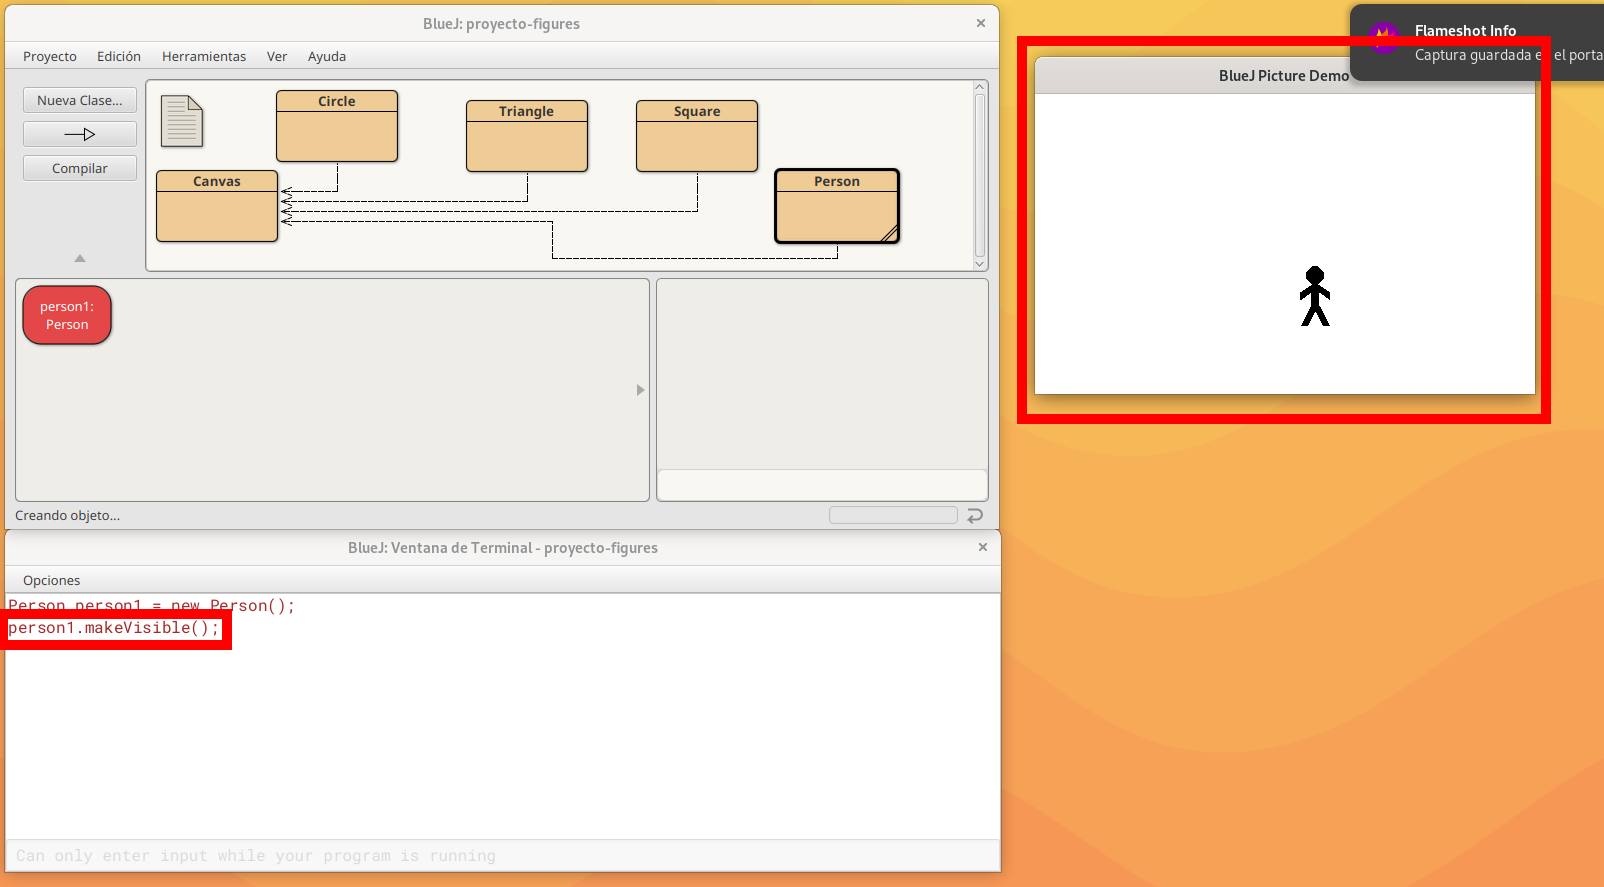 BlueJ: proyecto-figures
Proyecto Edición Herramientas Ver Ayuda
Nueva Clase...
Compilar
Circle
Triangle
Square
Canvas
Person
person1:
Person
Creando objeto...
BlueJ: Ventana de Terminal - proyecto-figures
Opciones
Person person1 = new Person();
person1.makeVisible();
Can only enter input while your program is running
BlueJ Picture Demo
Flameshot Info
Captura guardada en el porta